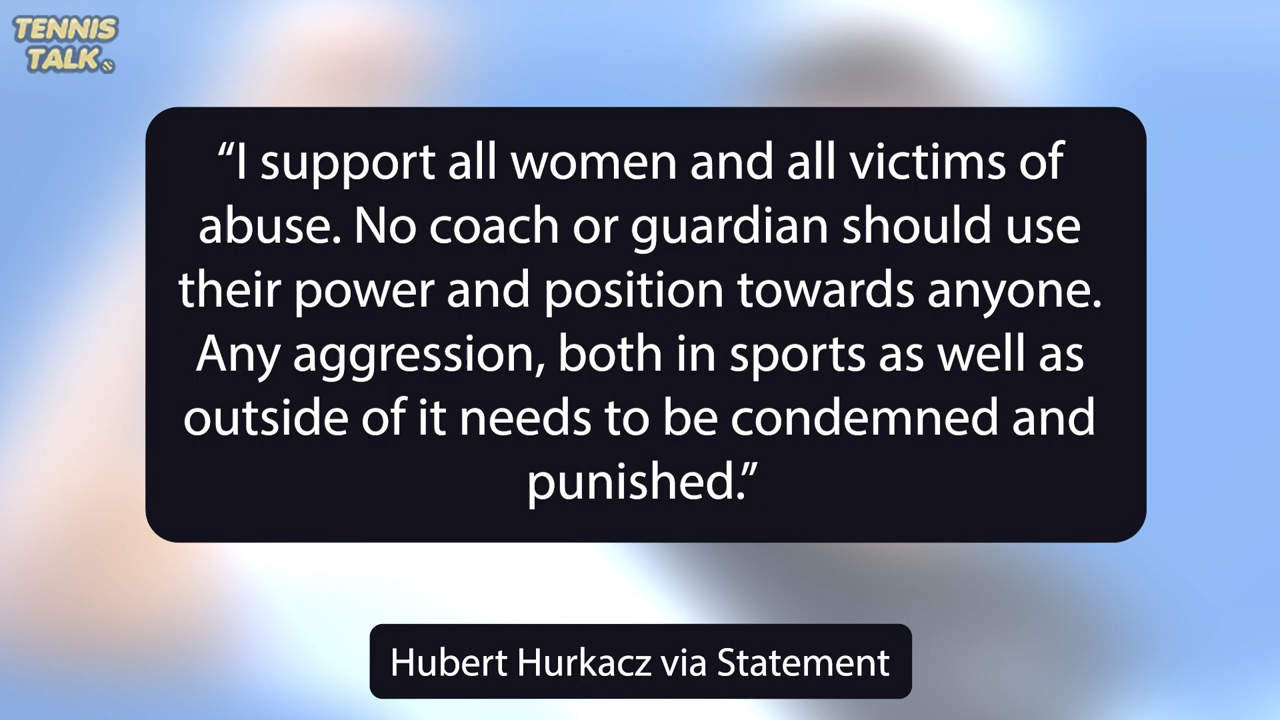 TENNIS
TALK
“I support all women and all victims of
abuse. No coach or guardian should use
their power and position towards anyone.
Any aggression, both in sports as well as
outside of it needs to be condemned and
punished.”
Hubert Hurkacz via Statement